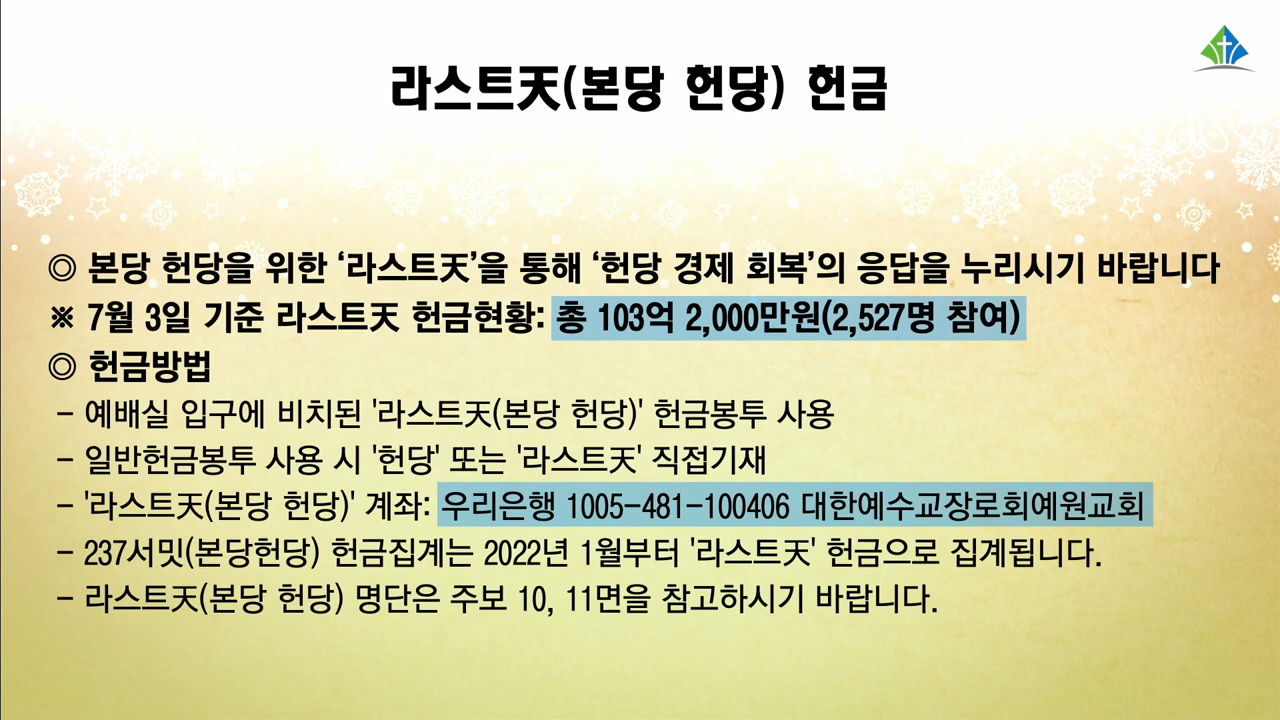 라스트天(본당 헌당) 헌금
◎ 본당 헌당을 위한 ‘라스트天’을 통해 ‘헌당 경제 회복’의 응답을 누리시기 바랍니다
※ 7월 3일 기준 라스트天 헌금현황: 총 103억 2,000만원(2,527명 참여)
◎ 헌금방법
- 예배실 입구에 비치된 '라스트天(본당 헌당)' 헌금봉투 사용
- 일반헌금봉투 사용 시 '헌당' 또는 '라스트天' 직접기재
- '라스트天(본당 헌당)' 계좌: 우리은행 1005-481-100406 대한예수교장로회예원교회
- 237서밋(본당헌당) 헌금집계는 2022년 1월부터 '라스트天' 헌금으로 집계됩니다.
- 라스트天(본당 헌당) 명단은 주보 10, 11면을 참고하시기 바랍니다.